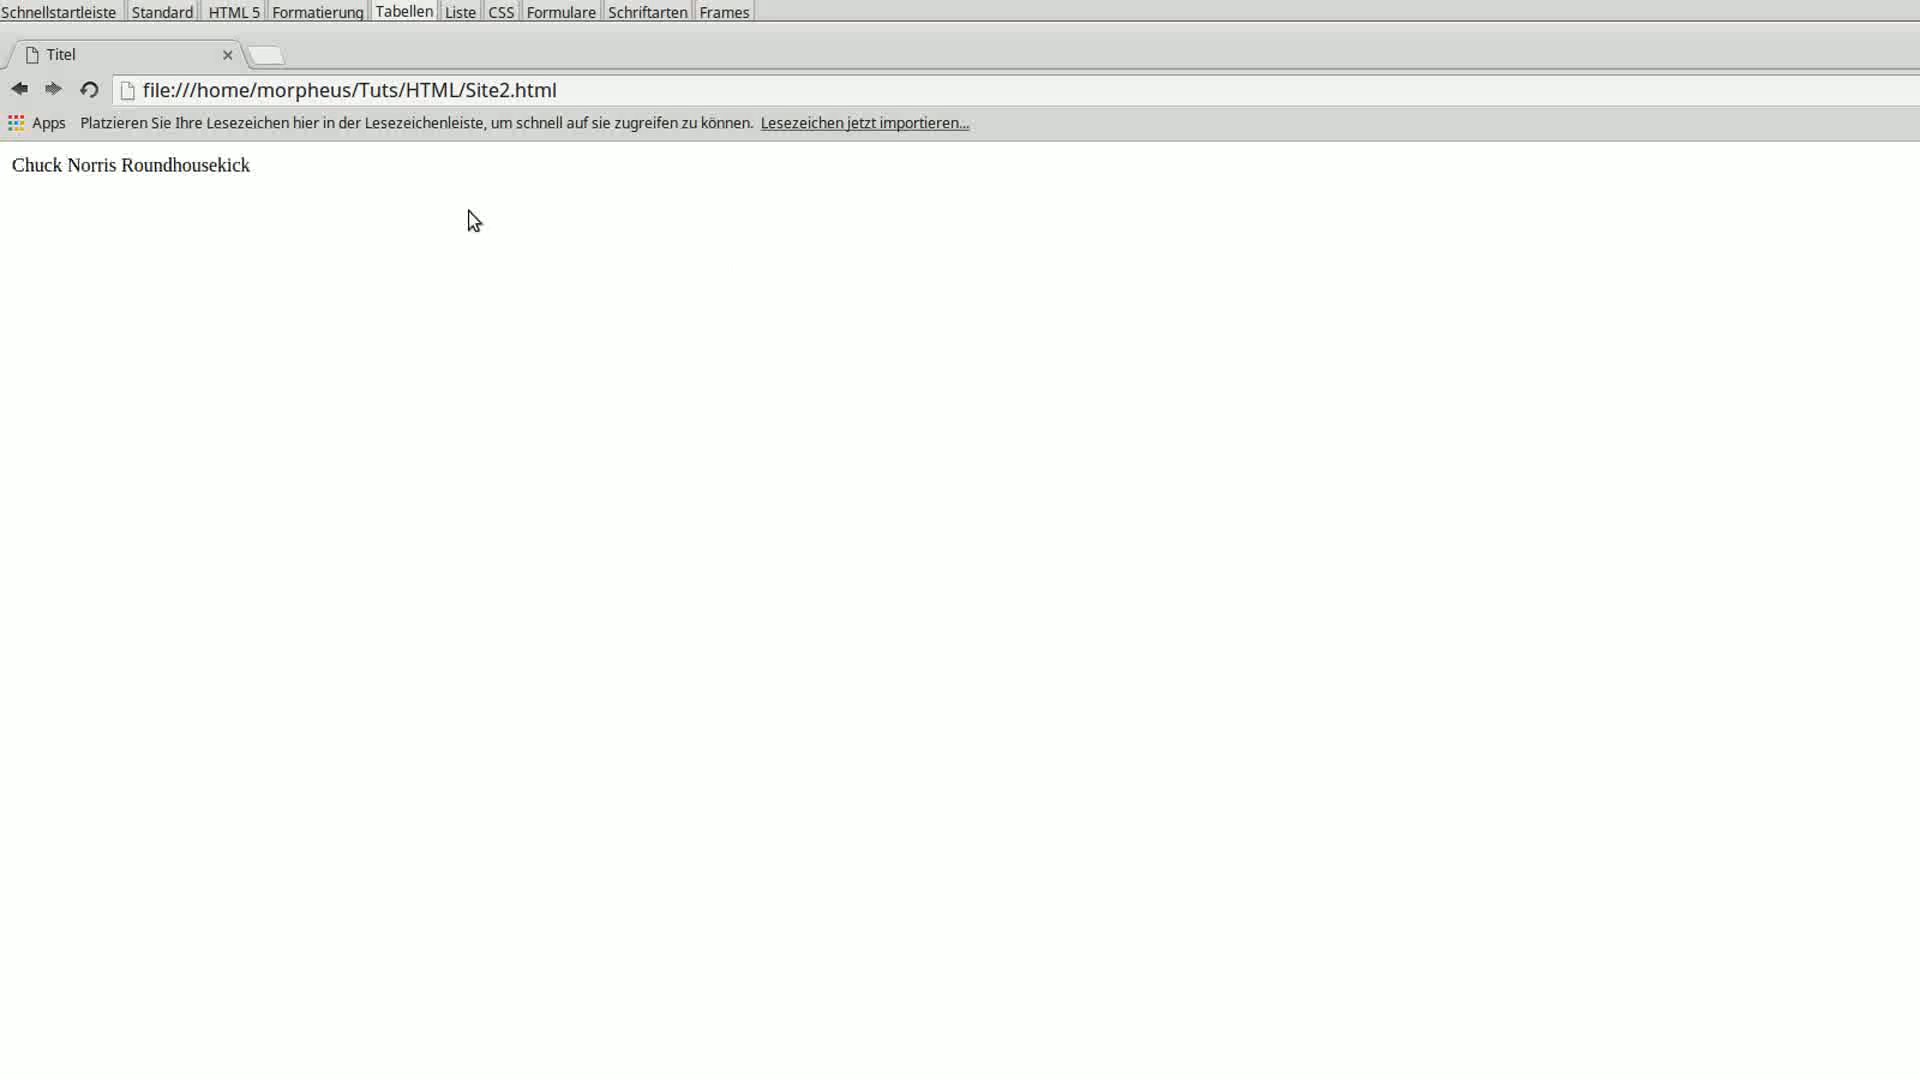 Schnellstartleiste Standard HTML 5 Formatierung Tabellen Liste CSS Formulare Schriftarten Frames
Titel
file:///home/morpheus/Tuts/HTML/Site2.html
Apps Platzieren Sie Ihre Lesezeichen hier in der Lesezeichenleiste, um schnell auf sie zugreifen zu können. Lesezeichen jetzt importieren...
Chuck Norris Roundhousekick